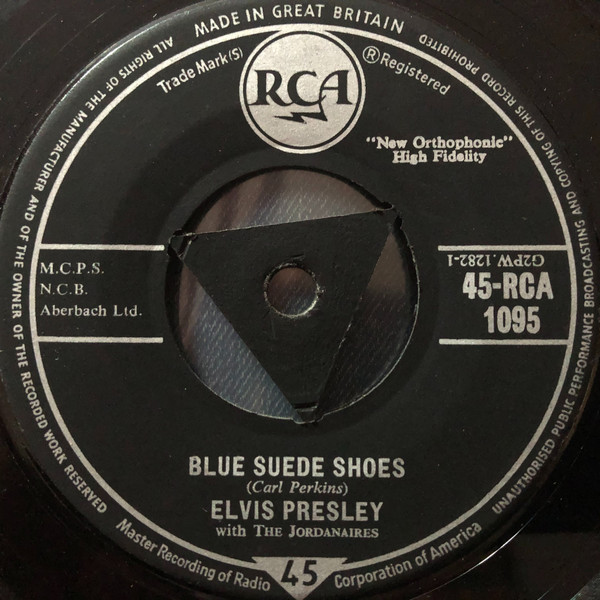 MADE IN GREAT BRITAIN
ALL RIGHTS OF THE MANUFACTURER AND OF THE OWNER OF THE RECORDED WORK RESERVED
UNAUTHORISED PUBLIC PERFORMANCE BROADCASTING AND COPYING OF THIS RECORD PROHIBITED
Trade Mark(S)
RCA
®Registered
"New Orthophonic"
High Fidelity
M.C.P.S.
N.C.B.
Aberbach Ltd.
G2PW.1282-1
45-RCA
1095
BLUE SUEDE SHOES
(Carl Perkins)
ELVIS PRESLEY
with THE JORDANAIRES
Master Recording of Radio Corporation of America
45